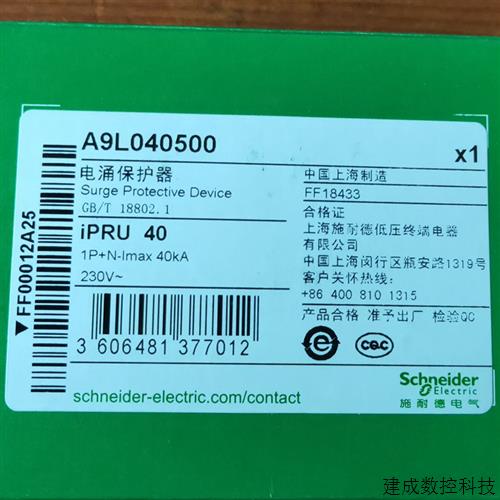 A9L040500
x1
电涌保护器
Surge Protective Device
GB/T 18802.1
iPRU 40
1P+N-Imax 40kA
230V~
3 606481 377012
schneider-electric.com/contact
▼FF00012A25
中国上海制造
FF18433
合格证
上海施耐德低压终端电器
有限公司
中国上海闵行区瓶安路1319号
客户关怀热线:
+86 400 810 1315
产品合格 准予出厂 检验QC
CQC
Schneider
Electric
施耐德电气
建成数控科技